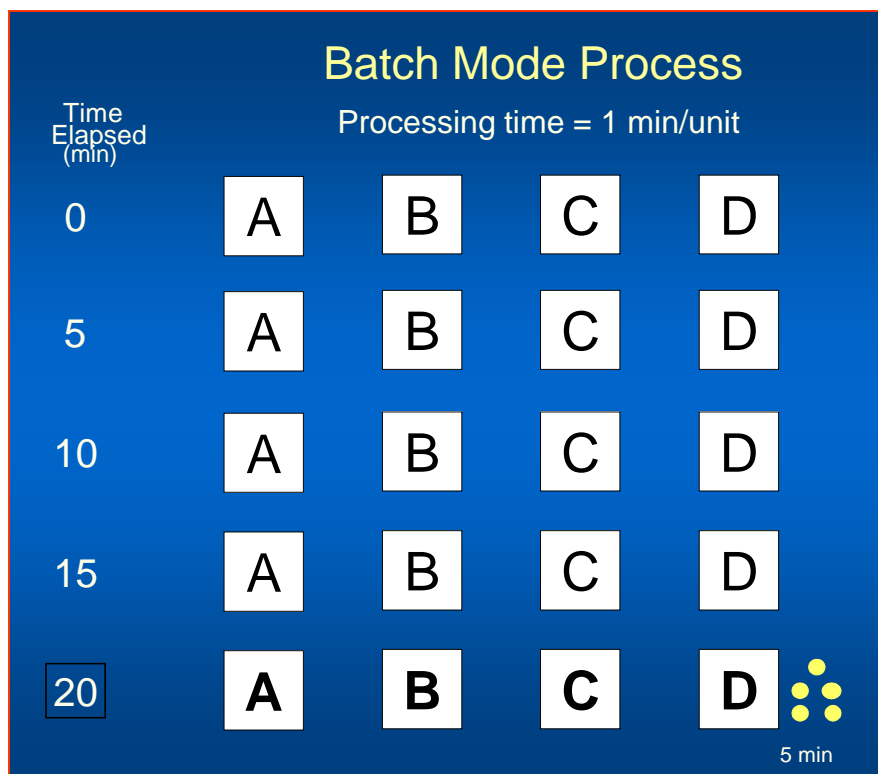 Batch Mode Process
Time
Elapsed
(min)
Processing time = 1 min/unit
0 A B C D
5 A B C D
10 A B C D
15 A B C D
20 A B C D
5 min